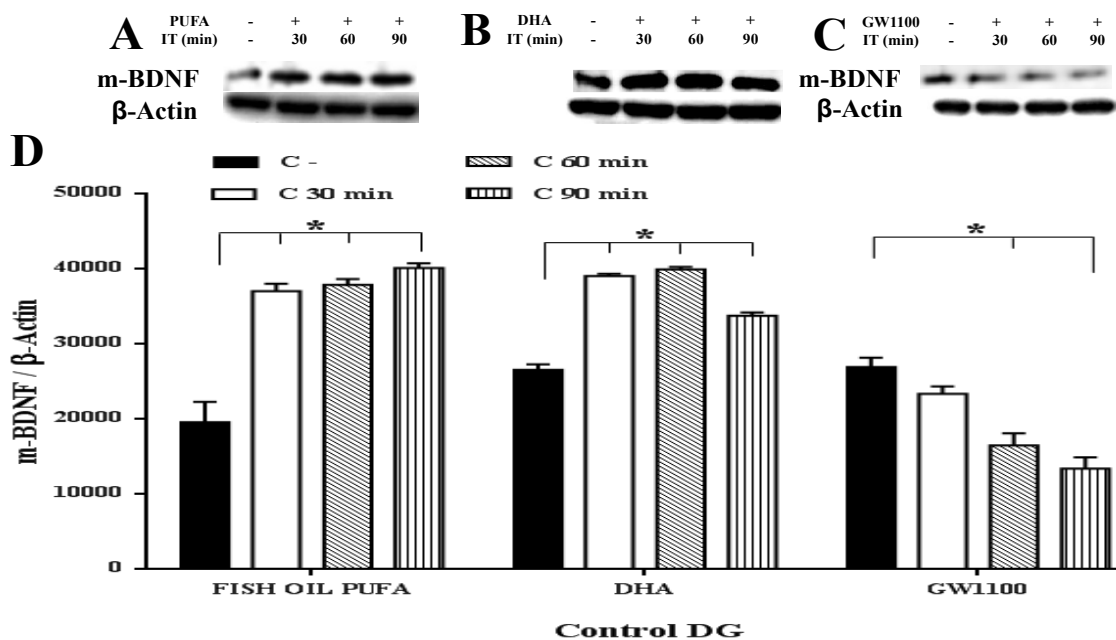 A
PUFA - + + +
IT (min) - 30 60 90
B
DHA - + + +
IT (min) - 30 60 90
C
GW1100 - + + +
IT (min) - 30 60 90
m-BDNF
β-Actin
m-BDNF
β-Actin
D
C -
C 60 min
C 30 min
C 90 min
m-BDNF / β-Actin
50000
40000
30000
20000
10000
0
*
*
*
FISH OIL PUFA
DHA
GW1100
Control DG